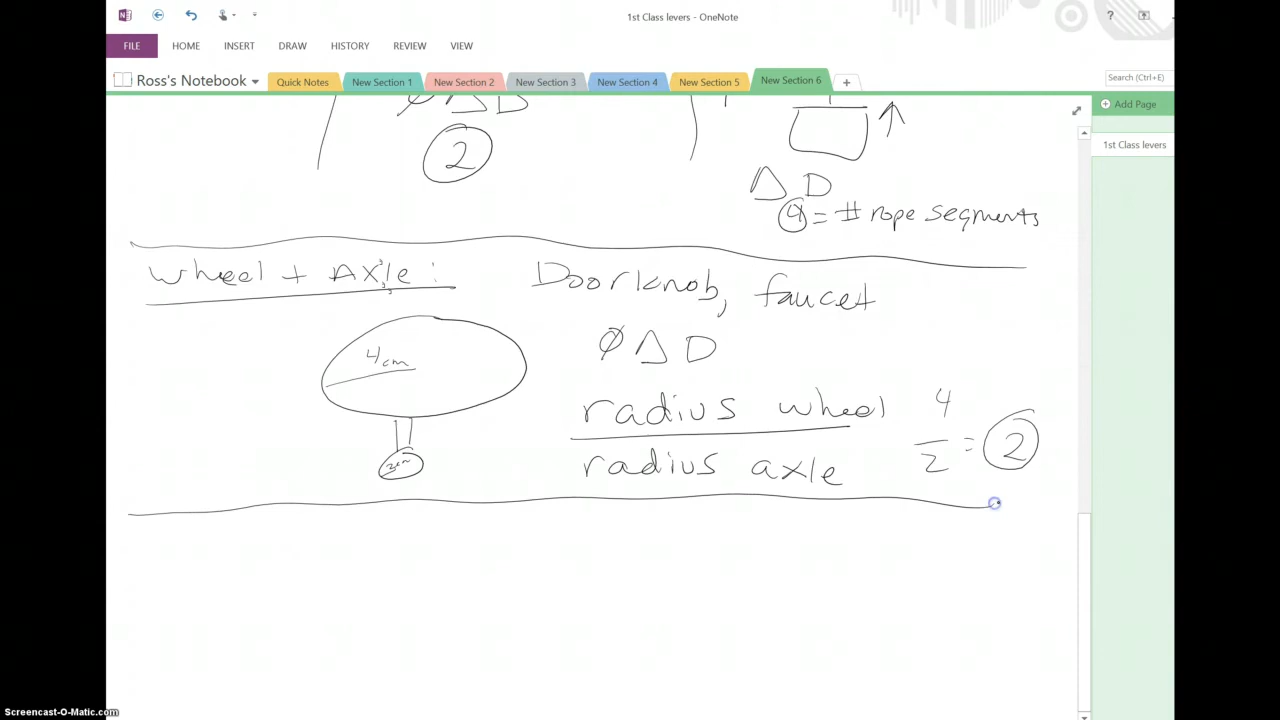 1st Class levers - OneNote
FILE HOME INSERT DRAW HISTORY REVIEW VIEW
Ross's Notebook Quick Notes New Section 1 New Section 2 New Section 3 New Section 4 New Section 5 New Section 6 Search (Ctrl+E)
Add Page
1st Class levers
∅ Δ D
2
Δ D
4 = # rope segments
Wheel + Axle : Doorknob, faucet
4cm
∅ Δ D
radius wheel
radius axle
4
2 = 2
Screencast-O-Matic.com